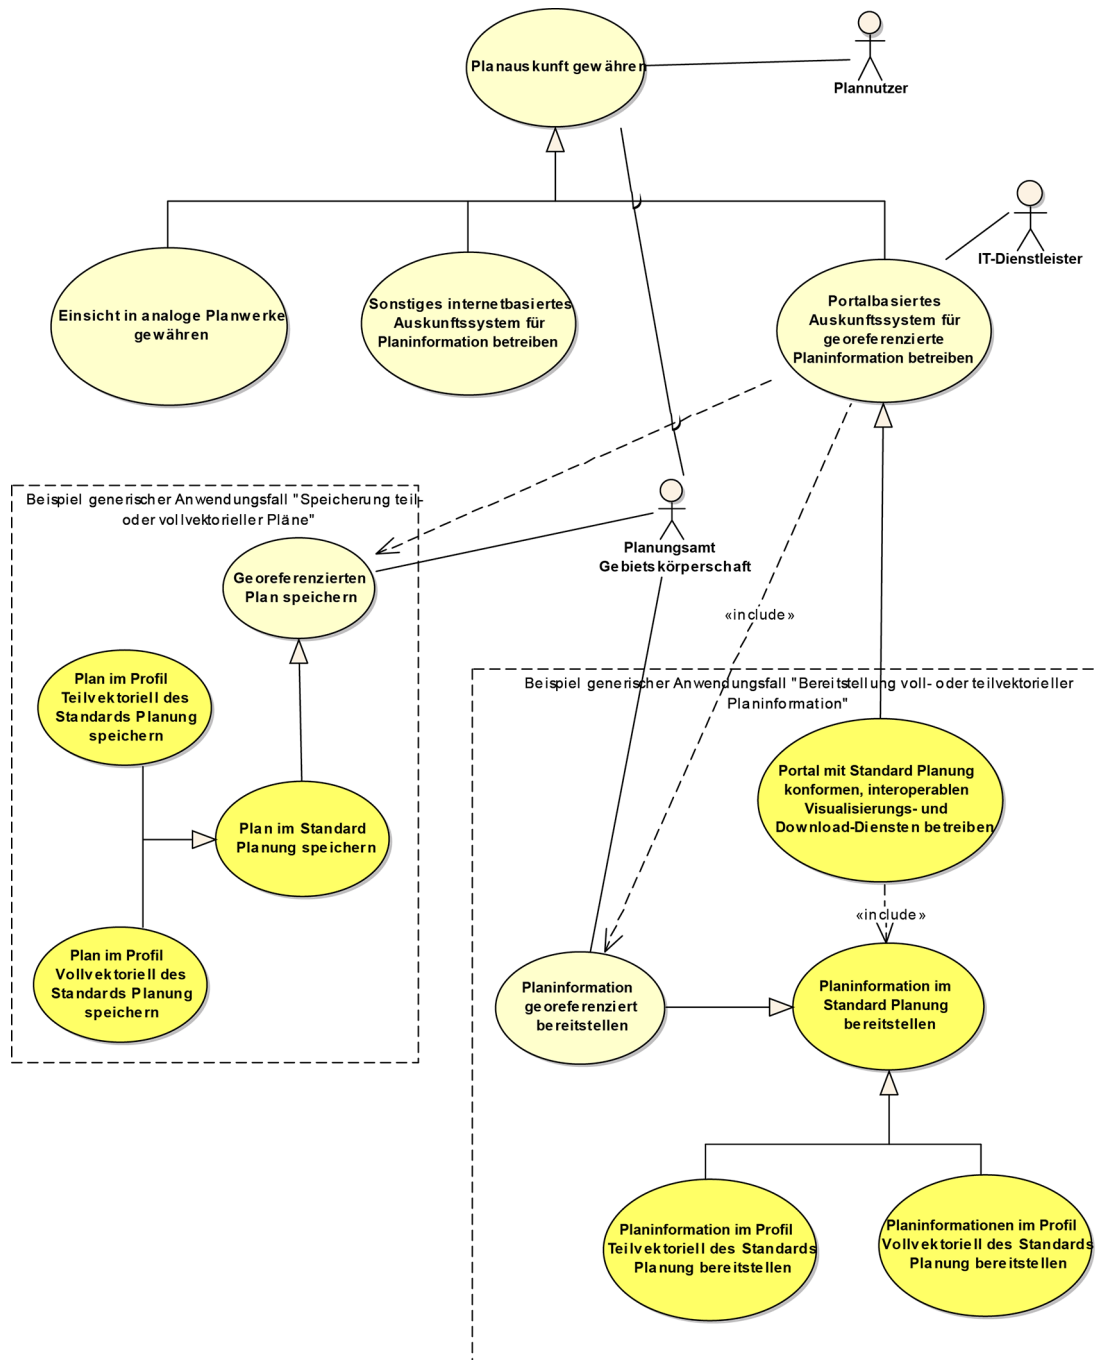 Planauskunft gewähren
Plannutzer
IT-Dienstleister
Einsicht in analoge Planwerke
gewähren
Sonstiges internetbasiertes
Auskunftssystem für
Planinformation betreiben
Portalbasiertes
Auskunftssystem für
georeferenzierte
Planinformation betreiben
Beispiel generischer Anwendungsfall "Speicherung teil-
oder vollvektorieller Pläne"
Planungsamt
Gebietskörperschaft
Georeferenzierten
Plan speichern
«include»
Plan im Profil
Teilvektoriell des
Standards Planung
speichern
Beispiel generischer Anwendungsfall "Bereitstellung voll- oder teilvektorieller
Planinformation"
Portal mit Standard Planung
konformen, interoperablen
Visualisierungs- und
Download-Diensten betreiben
Plan im Standard
Planung speichern
«include»
Plan im Profil
Vollvektoriell des
Standards Planung
speichern
Planinformation
georeferenziert
bereitstellen
Planinformation im
Standard Planung
bereitstellen
Planinformation im Profil
Teilvektoriell des Standards
Planung bereitstellen
Planinformationen im Profil
Vollvektoriell des Standards
Planung bereitstellen